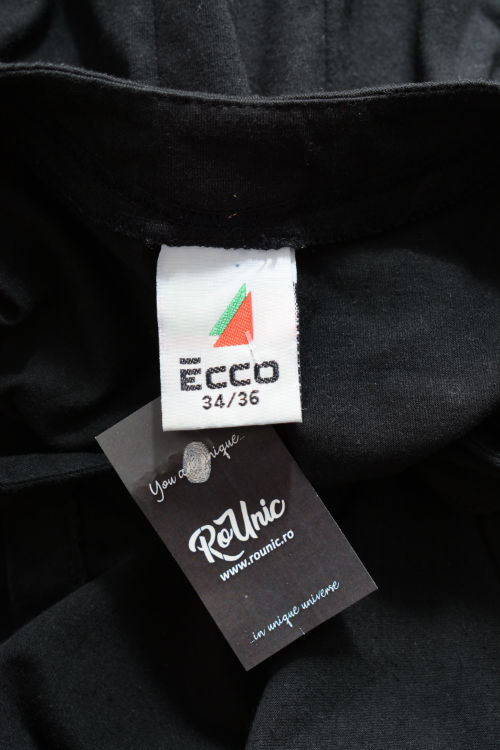 ECCO
34/36
You are unique...
RoUnic
www.rounic.ro
...in unique universe